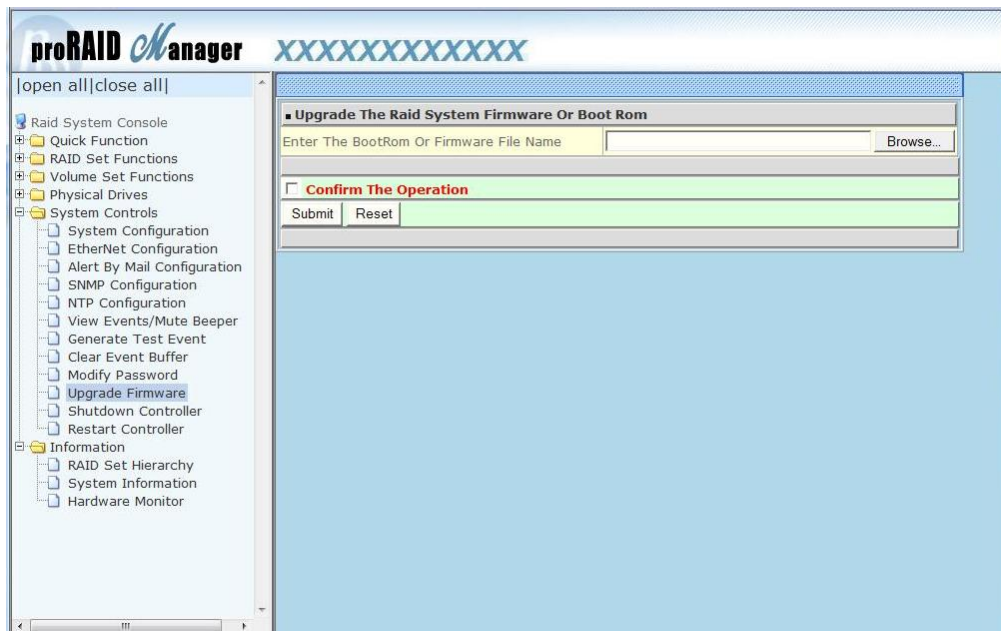 proRAID Manager
XXXXXXXXXXXX
|open all|close all|
Raid System Console
Quick Function
RAID Set Functions
Volume Set Functions
Physical Drives
System Controls
System Configuration
EtherNet Configuration
Alert By Mail Configuration
SNMP Configuration
NTP Configuration
View Events/Mute Beeper
Generate Test Event
Clear Event Buffer
Modify Password
Upgrade Firmware
Shutdown Controller
Restart Controller
Information
RAID Set Hierarchy
System Information
Hardware Monitor
Upgrade The Raid System Firmware Or Boot Rom
Enter The BootRom Or Firmware File Name
Browse...
Confirm The Operation
Submit Reset